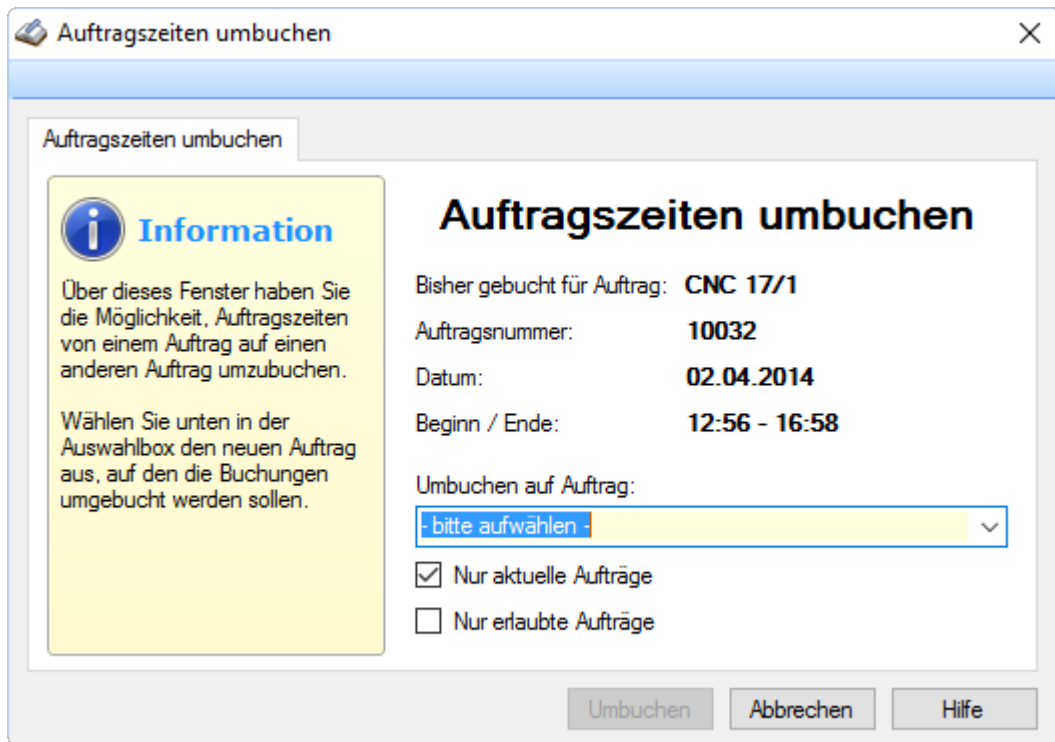 Auftragszeiten umbuchen
Auftragszeiten umbuchen
Information
Über dieses Fenster haben Sie
die Möglichkeit, Auftragszeiten
von einem Auftrag auf einen
anderen Auftrag umzubuchen.
Wählen Sie unten in der
Auswahlbox den neuen Auftrag
aus, auf den die Buchungen
umgebucht werden sollen.
Auftragszeiten umbuchen
Bisher gebucht für Auftrag: CNC 17/1
Auftragsnummer: 10032
Datum: 02.04.2014
Beginn / Ende: 12:56 - 16:58
Umbuchen auf Auftrag:
- bitte aufwählen -
Nur aktuelle Aufträge
Nur erlaubte Aufträge
Umbuchen Abbrechen Hilfe